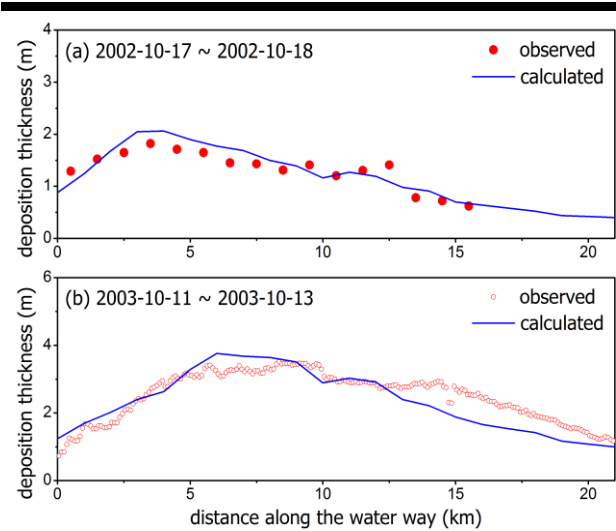 (a) 2002-10-17 ~ 2002-10-18
observed
calculated
deposition thickness (m)
4
3
2
1
0
0
5
10
15
20
(b) 2003-10-11 ~ 2003-10-13
observed
calculated
deposition thickness (m)
6
4
2
0
0
5
10
15
20
distance along the water way (km)